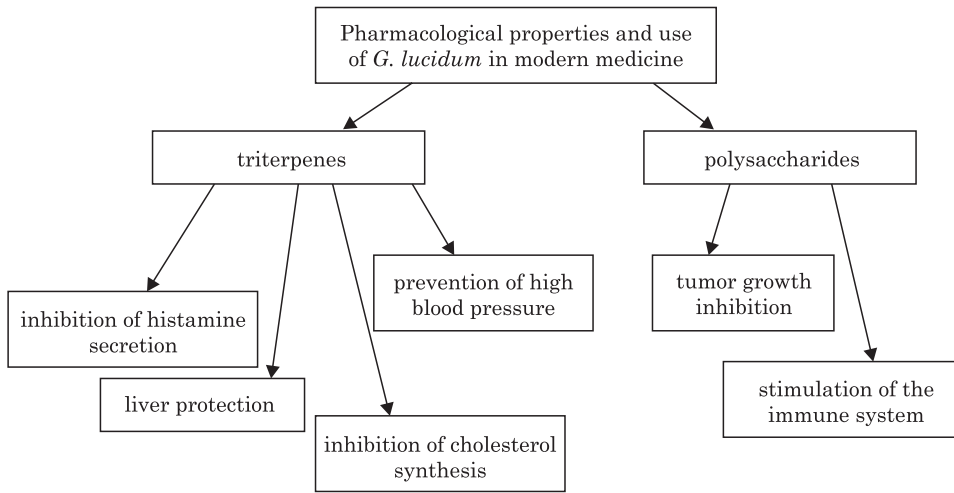 Pharmacological properties and use
of G. lucidum in modern medicine
triterpenes
polysaccharides
inhibition of histamine
secretion
liver protection
inhibition of cholesterol
synthesis
prevention of high
blood pressure
tumor growth
inhibition
stimulation of the
immune system